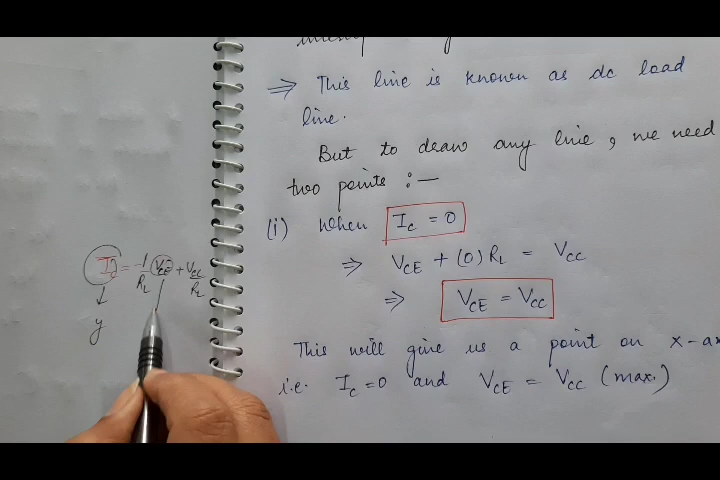 ⇒ This line is known as dc load
line.
But to draw any line, we need
two points :—
(i) When I_C = 0
⇒ V_CE + (0) R_L = V_CC
⇒ V_CE = V_CC
This will give us a point on x-ax
i.e. I_C = 0 and V_CE = V_CC (max.)
I_C = -1/R_L (V_CE) + V_CC/R_L
↓
y